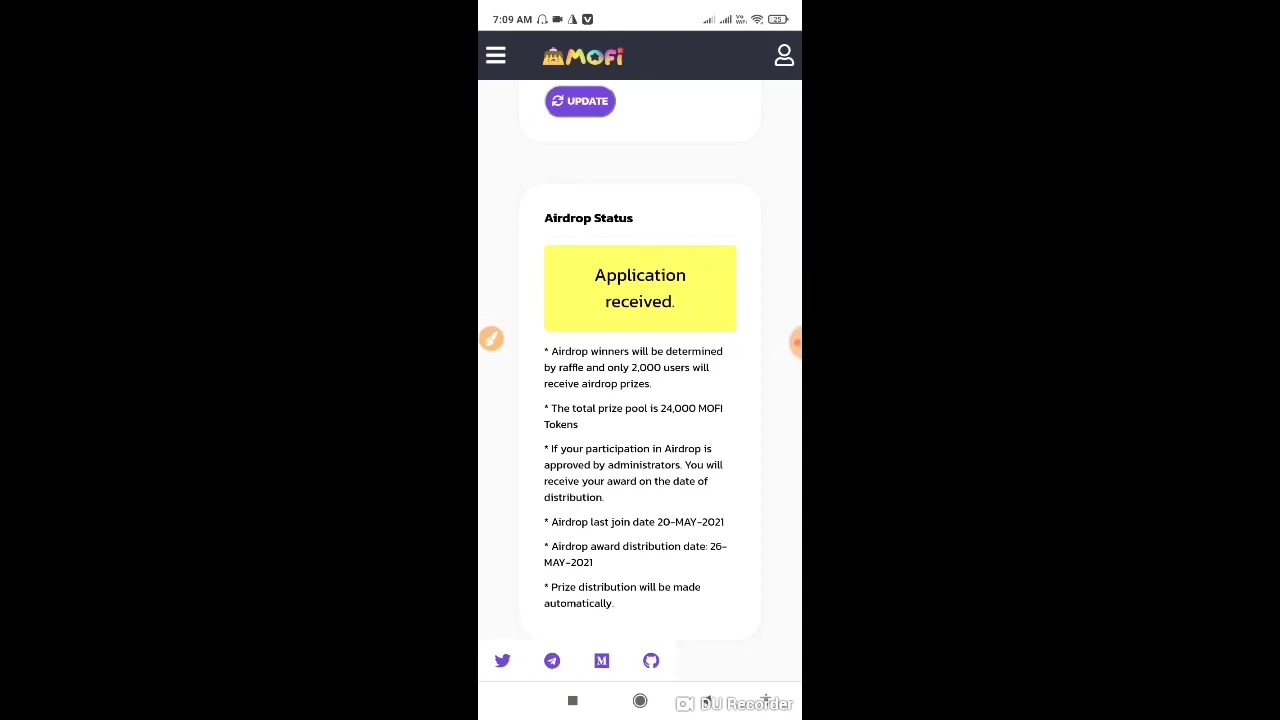 7:09 AM
Vo
WiFi
25
MOFi
UPDATE
Airdrop Status
Application
received.
* Airdrop winners will be determined
by raffle and only 2,000 users will
receive airdrop prizes.
* The total prize pool is 24,000 MOFI
Tokens
* If your participation in Airdrop is
approved by administrators. You will
receive your award on the date of
distribution.
* Airdrop last join date 20-MAY-2021
* Airdrop award distribution date: 26-
MAY-2021
* Prize distribution will be made
automatically.
M
DU Recorder